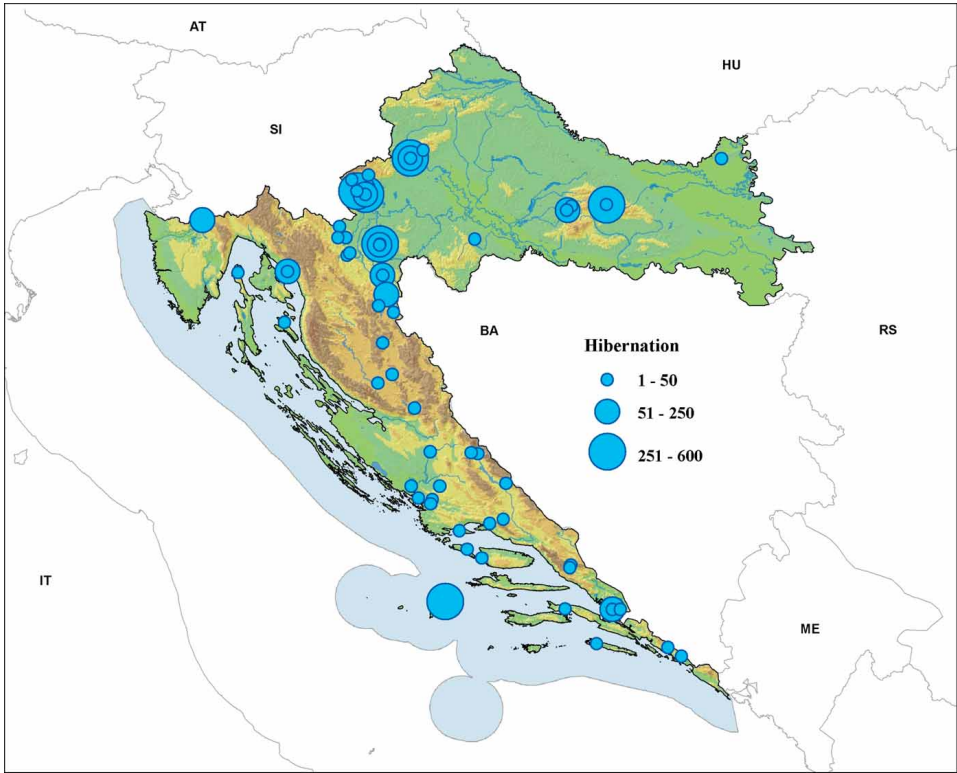 AT
HU
SI
BA
RS
Hibernation
1 - 50
51 - 250
251 - 600
IT
ME